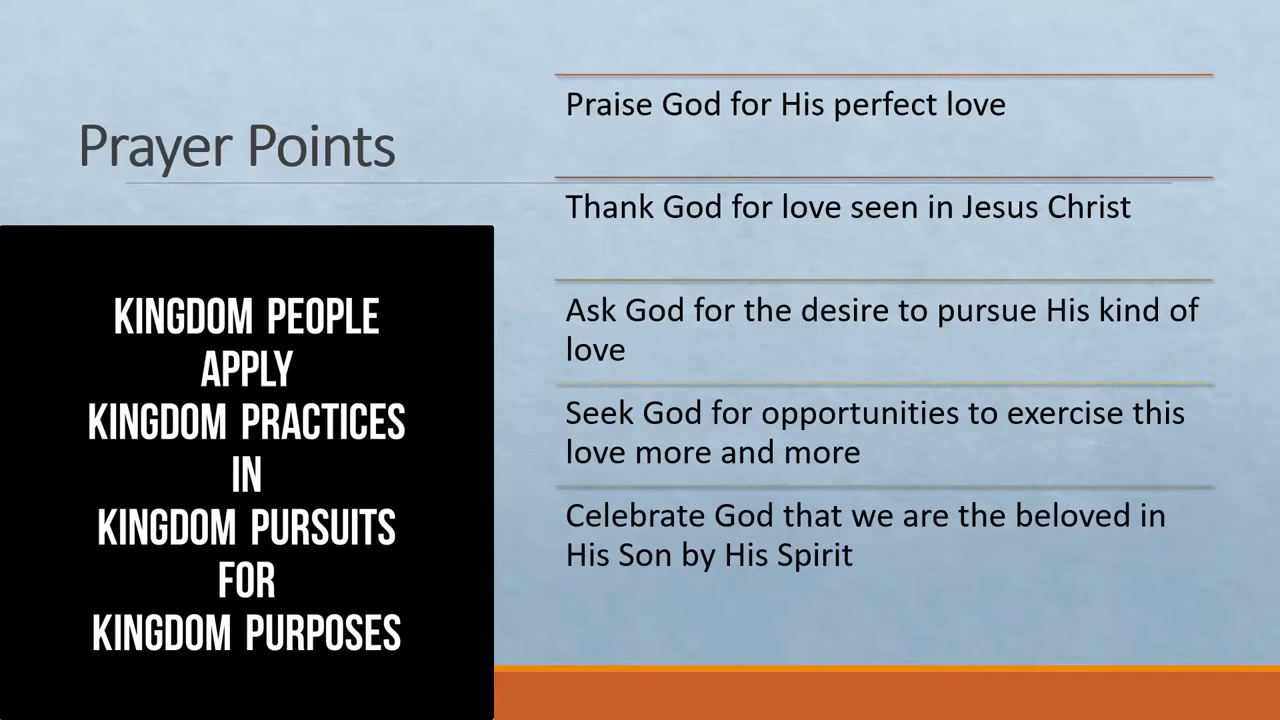 Prayer Points
KINGDOM PEOPLE
APPLY
KINGDOM PRACTICES
IN
KINGDOM PURSUITS
FOR
KINGDOM PURPOSES
Praise God for His perfect love
Thank God for love seen in Jesus Christ
Ask God for the desire to pursue His kind of
love
Seek God for opportunities to exercise this
love more and more
Celebrate God that we are the beloved in
His Son by His Spirit